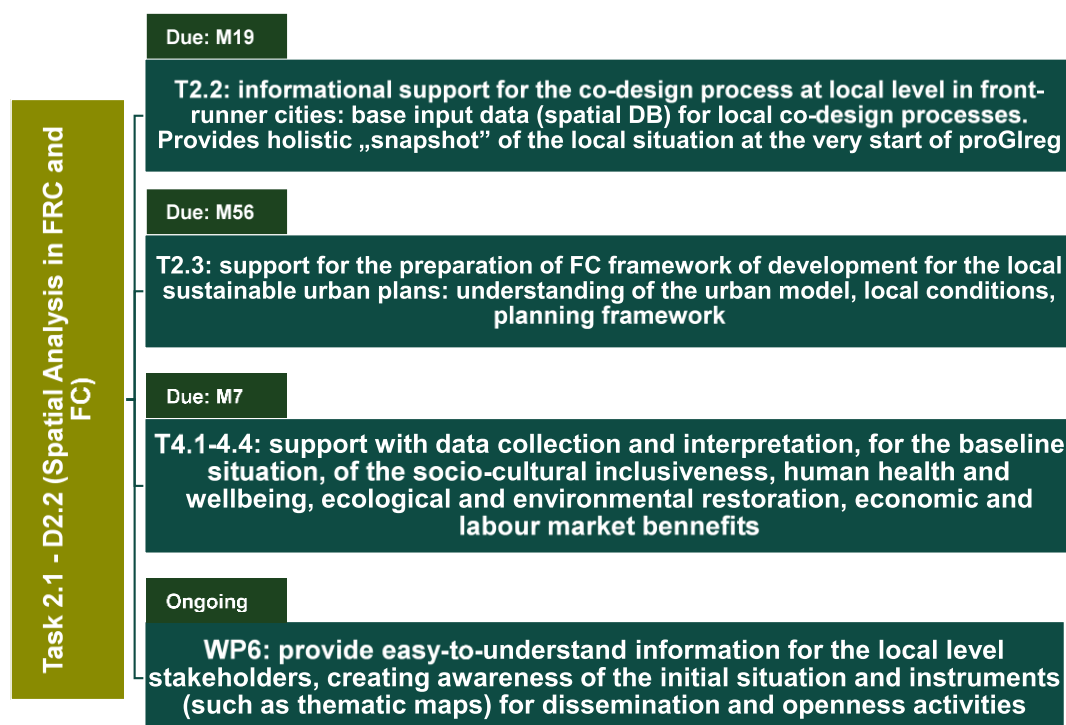 Task 2.1 - D2.2 (Spatial Analysis in FRC and
FC)
Due: M19
T2.2: informational support for the co-design process at local level in front-
runner cities: base input data (spatial DB) for local co-design processes.
Provides holistic „snapshot” of the local situation at the very start of proGIreg
Due: M56
T2.3: support for the preparation of FC framework of development for the local
sustainable urban plans: understanding of the urban model, local conditions,
planning framework
Due: M7
T4.1-4.4: support with data collection and interpretation, for the baseline
situation, of the socio-cultural inclusiveness, human health and
wellbeing, ecological and environmental restoration, economic and
labour market bennefits
Ongoing
WP6: provide easy-to-understand information for the local level
stakeholders, creating awareness of the initial situation and instruments
(such as thematic maps) for dissemination and openness activities